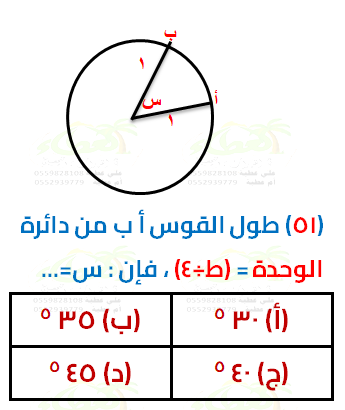 ب
١
أ
س
١
(٥١) طول القوس أ ب من دائرة
الوحدة = (ط÷٤) ، فإن : س=...
(أ) ٣٠ °
(ب) ٣٥ °
(ج) ٤٠ °
(د) ٤٥ °